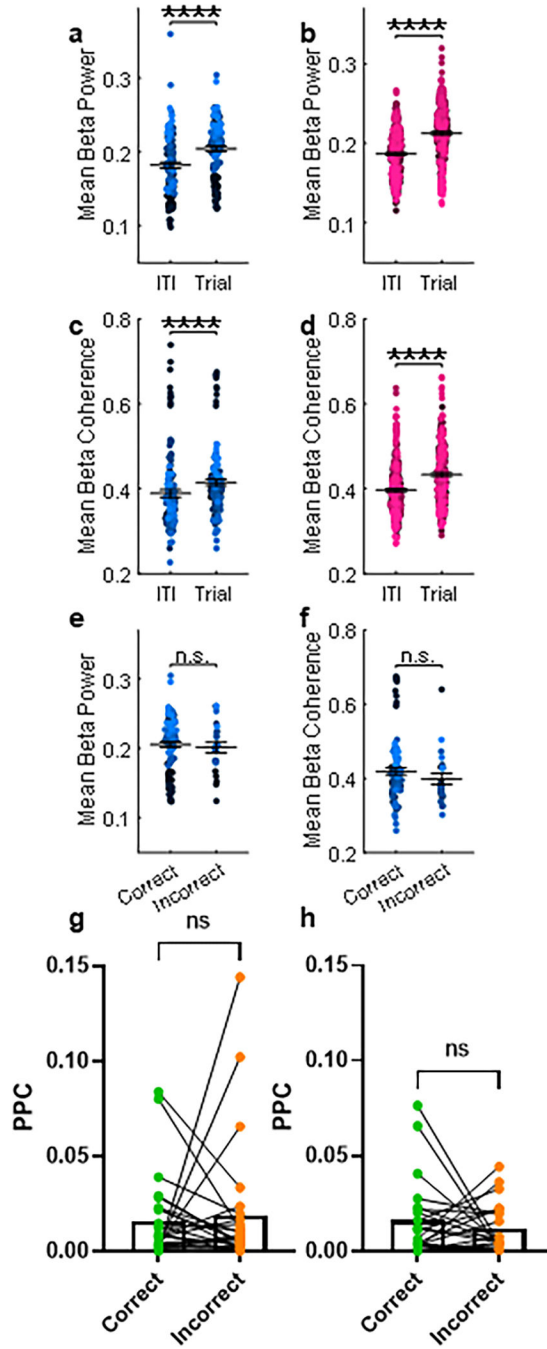 a
****
Mean Beta Power
0.3
0.2
0.1
ITI Trial
b
****
Mean Beta Power
0.3
0.2
0.1
ITI Trial
c
****
Mean Beta Coherence
0.8
0.6
0.4
0.2
ITI Trial
d
****
Mean Beta Coherence
0.8
0.6
0.4
0.2
ITI Trial
e
n.s.
Mean Beta Power
0.3
0.2
0.1
Correct Incorrect
f
n.s.
Mean Beta Coherence
0.8
0.6
0.4
0.2
Correct Incorrect
g
ns
PPC
0.15
0.10
0.05
0.00
Correct Incorrect
h
ns
PPC
0.15
0.10
0.05
0.00
Correct Incorrect